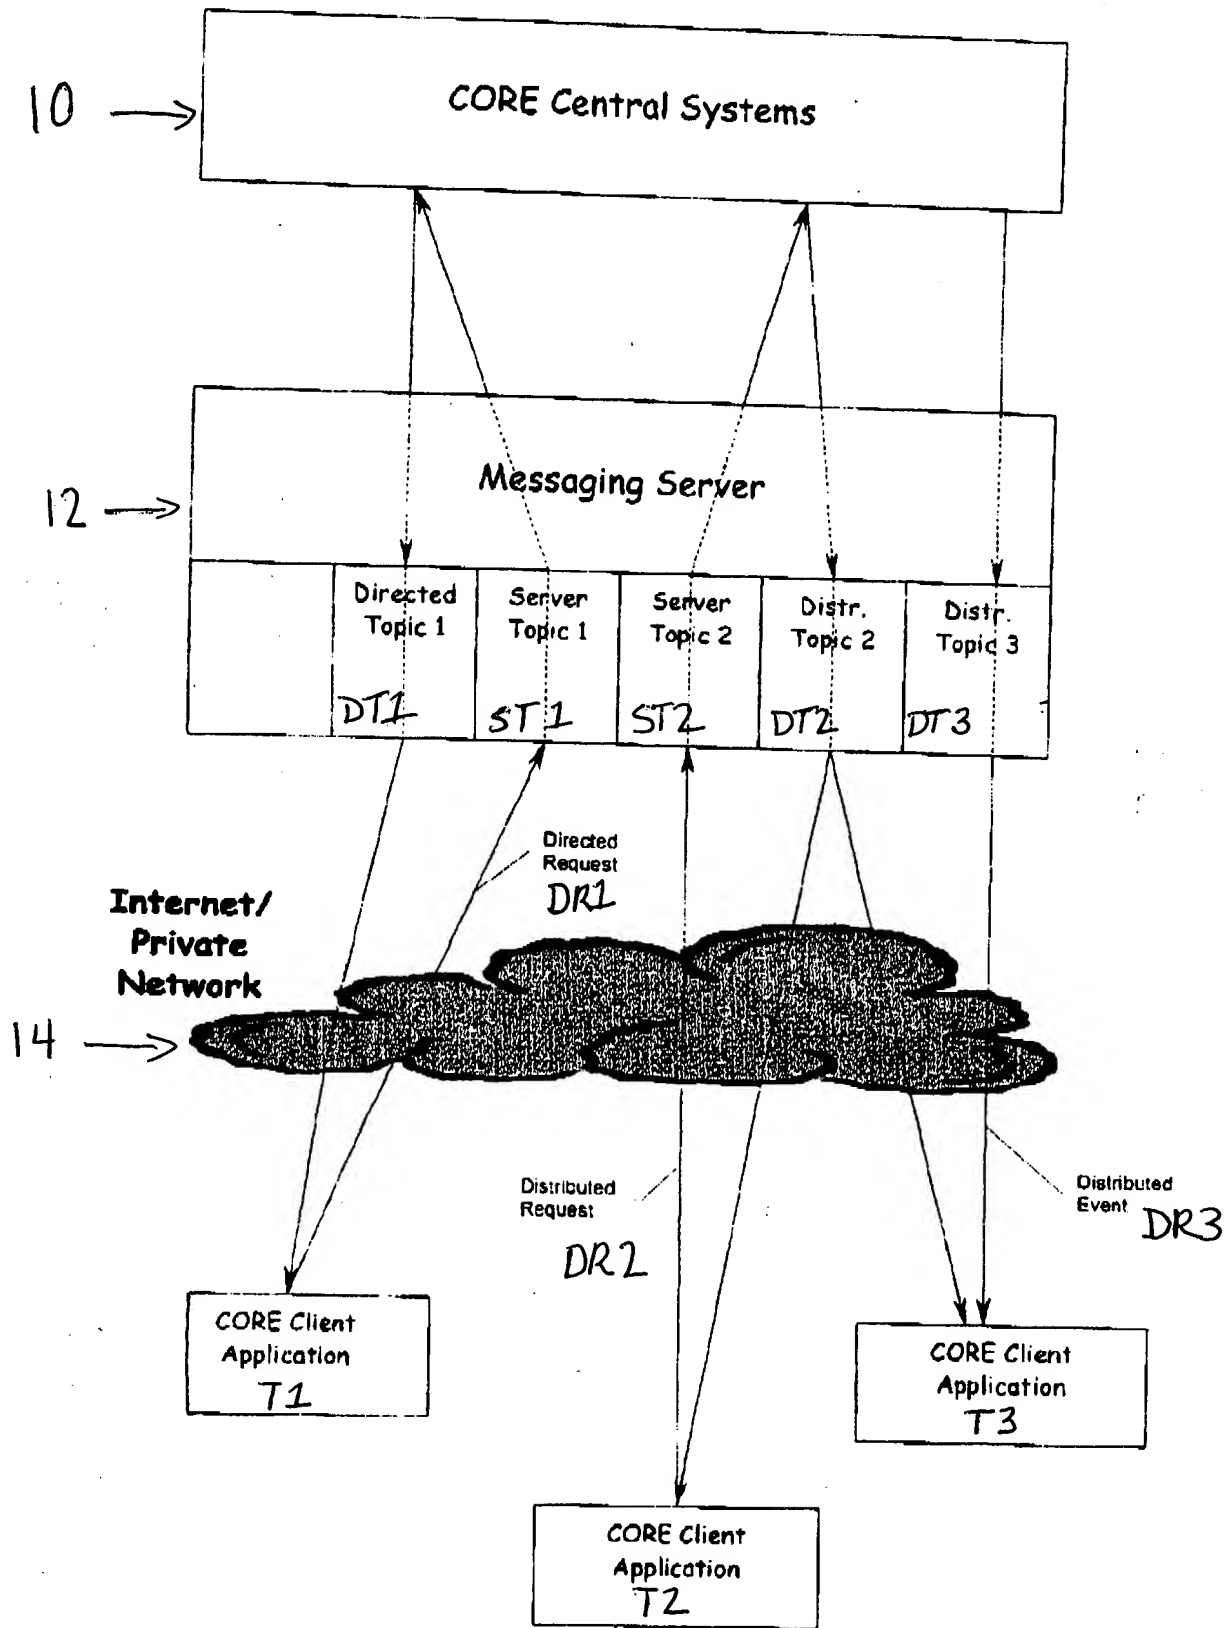 10
CORE Central Systems
12
Messaging Server
Directed
Topic 1
DT1
Server
Topic 1
ST1
Server
Topic 2
ST2
Distr.
Topic 2
DT2
Distr.
Topic 3
DT3
Directed
Request
DR1
Internet/
Private
Network
14
Distributed
Request
DR2
Distributed
Event
DR3
CORE Client
Application
T1
CORE Client
Application
T3
CORE Client
Application
T2